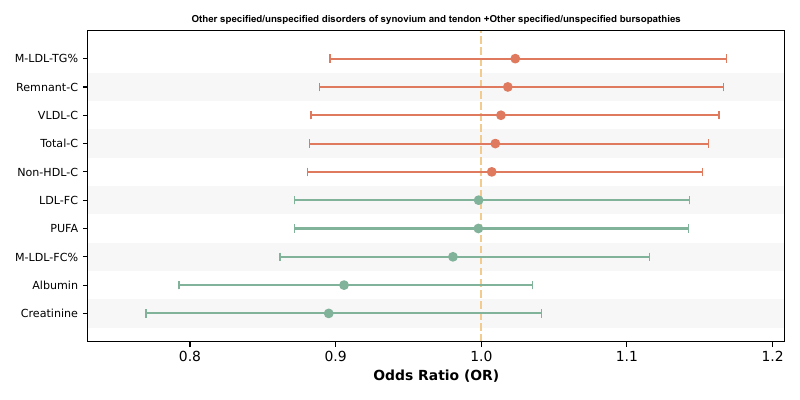 Other specified/unspecified disorders of synovium and tendon +Other specified/unspecified bursopathies
M-LDL-TG%
Remnant-C
VLDL-C
Total-C
Non-HDL-C
LDL-FC
PUFA
M-LDL-FC%
Albumin
Creatinine
0.8 0.9 1.0 1.1 1.2
Odds Ratio (OR)